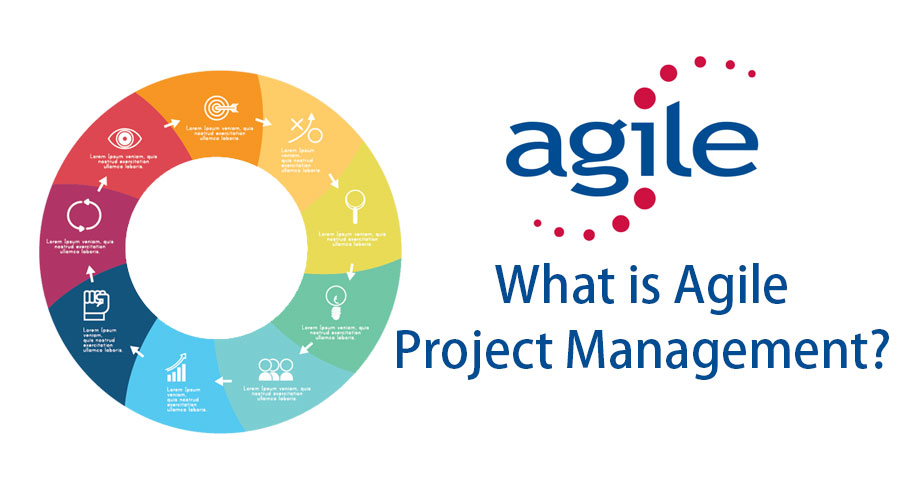 Lorem Ipsum veniam, quis
nostrud exercitation
ullamco laboris.
Lorem Ipsum veniam, quis
nostrud exercitation
ullamco laboris.
Lorem Ipsum veniam, quis
nostrud exercitation
ullamco laboris.
Lorem Ipsum veniam, quis
nostrud exercitation
ullamco laboris.
Lorem Ipsum veniam, quis
nostrud exercitation
ullamco laboris.
Lorem
Ipsum veniam,
quis nostrud
exercitation
ullamco laboris.
Lorem
Ipsum
veniam, quis
nostrud exercitation
ullamco laboris.
Lorem Ipsum veniam, quis
nostrud exercitation
ullamco laboris.
Lorem Ipsum veniam, quis
nostrud exercitation
ullamco laboris.
agile
What is Agile
Project Management?